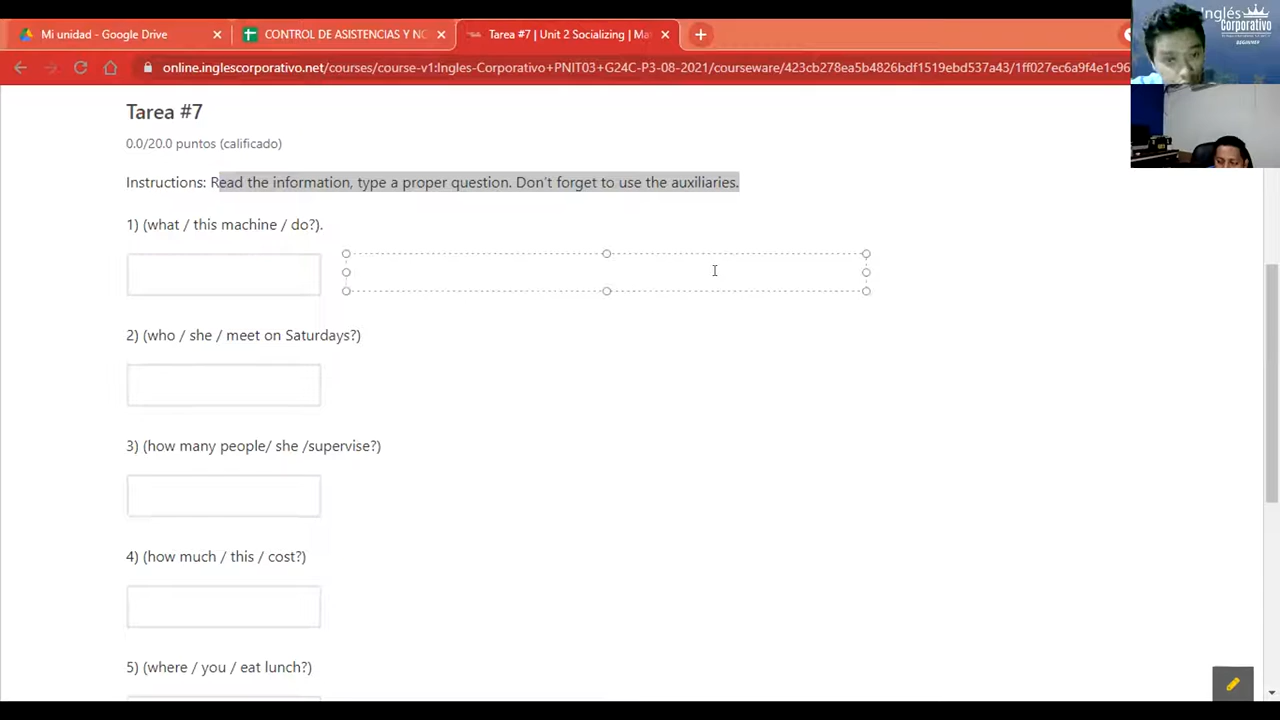 Mi unidad - Google Drive
CONTROL DE ASISTENCIAS Y NO
Tarea #7 | Unit 2 Socializing | Ma
Inglés
Corporativo
BEGINNER
online.inglescorporativo.net/courses/course-v1:Ingles-Corporativo+PNIT03+G24C-P3-08-2021/courseware/423cb278ea5b4826bdf1519ebd537a43/1ff027ec6a9f4e1c96
Tarea #7
0.0/20.0 puntos (calificado)
Instructions: Read the information, type a proper question. Don't forget to use the auxiliaries.
1) (what / this machine / do?).
2) (who / she / meet on Saturdays?)
3) (how many people/ she /supervise?)
4) (how much / this / cost?)
5) (where / you / eat lunch?)